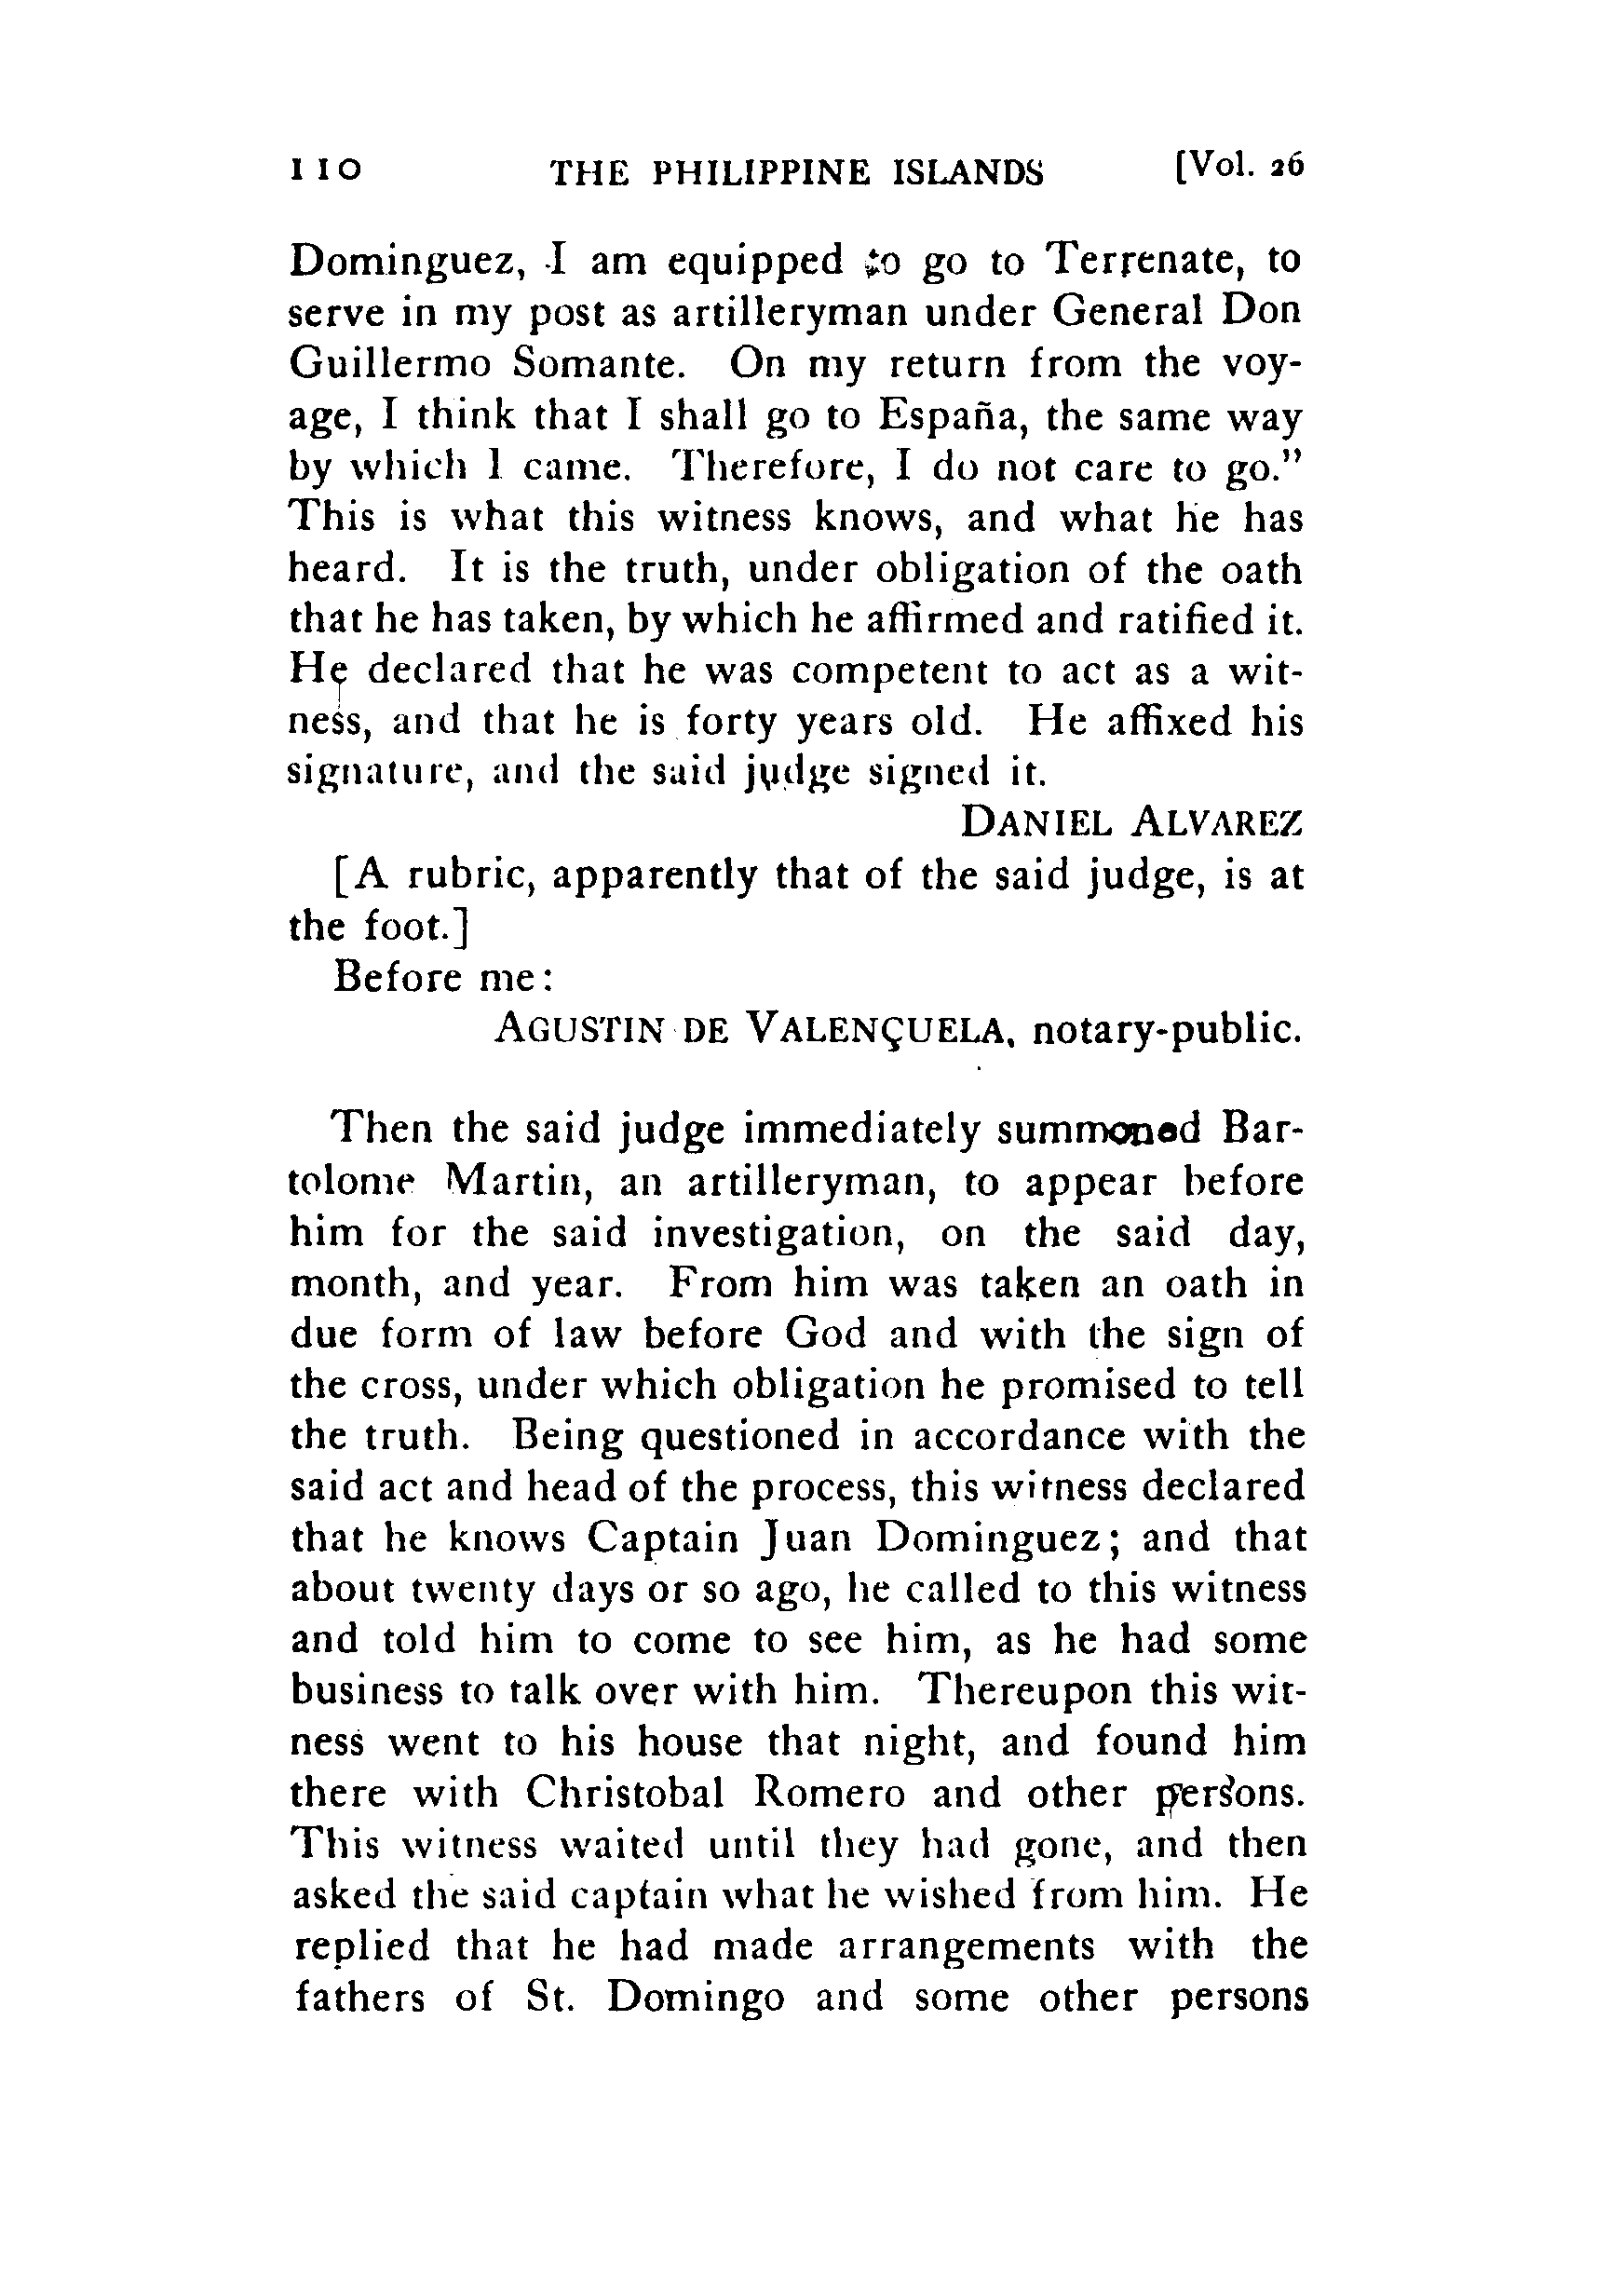 110 THE PHILIPPINE ISLANDS [Vol. 26
Dominguez, I am equipped to go to Terrenate, to
serve in my post as artilleryman under General Don
Guillermo Somante. On my return from the voy-
age, I think that I shall go to España, the same way
by which I came. Therefore, I do not care to go."
This is what this witness knows, and what he has
heard. It is the truth, under obligation of the oath
that he has taken, by which he affirmed and ratified it.
He declared that he was competent to act as a wit-
ness, and that he is forty years old. He affixed his
signature, and the said judge signed it.
DANIEL ALVAREZ
[A rubric, apparently that of the said judge, is at
the foot.]
Before me:
AGUSTIN DE VALENÇUELA, notary-public.
Then the said judge immediately summoned Bar-
tolome Martin, an artilleryman, to appear before
him for the said investigation, on the said day,
month, and year. From him was taken an oath in
due form of law before God and with the sign of
the cross, under which obligation he promised to tell
the truth. Being questioned in accordance with the
said act and head of the process, this witness declared
that he knows Captain Juan Dominguez; and that
about twenty days or so ago, he called to this witness
and told him to come to see him, as he had some
business to talk over with him. Thereupon this wit-
ness went to his house that night, and found him
there with Christobal Romero and other persons.
This witness waited until they had gone, and then
asked the said captain what he wished from him. He
replied that he had made arrangements with the
fathers of St. Domingo and some other persons